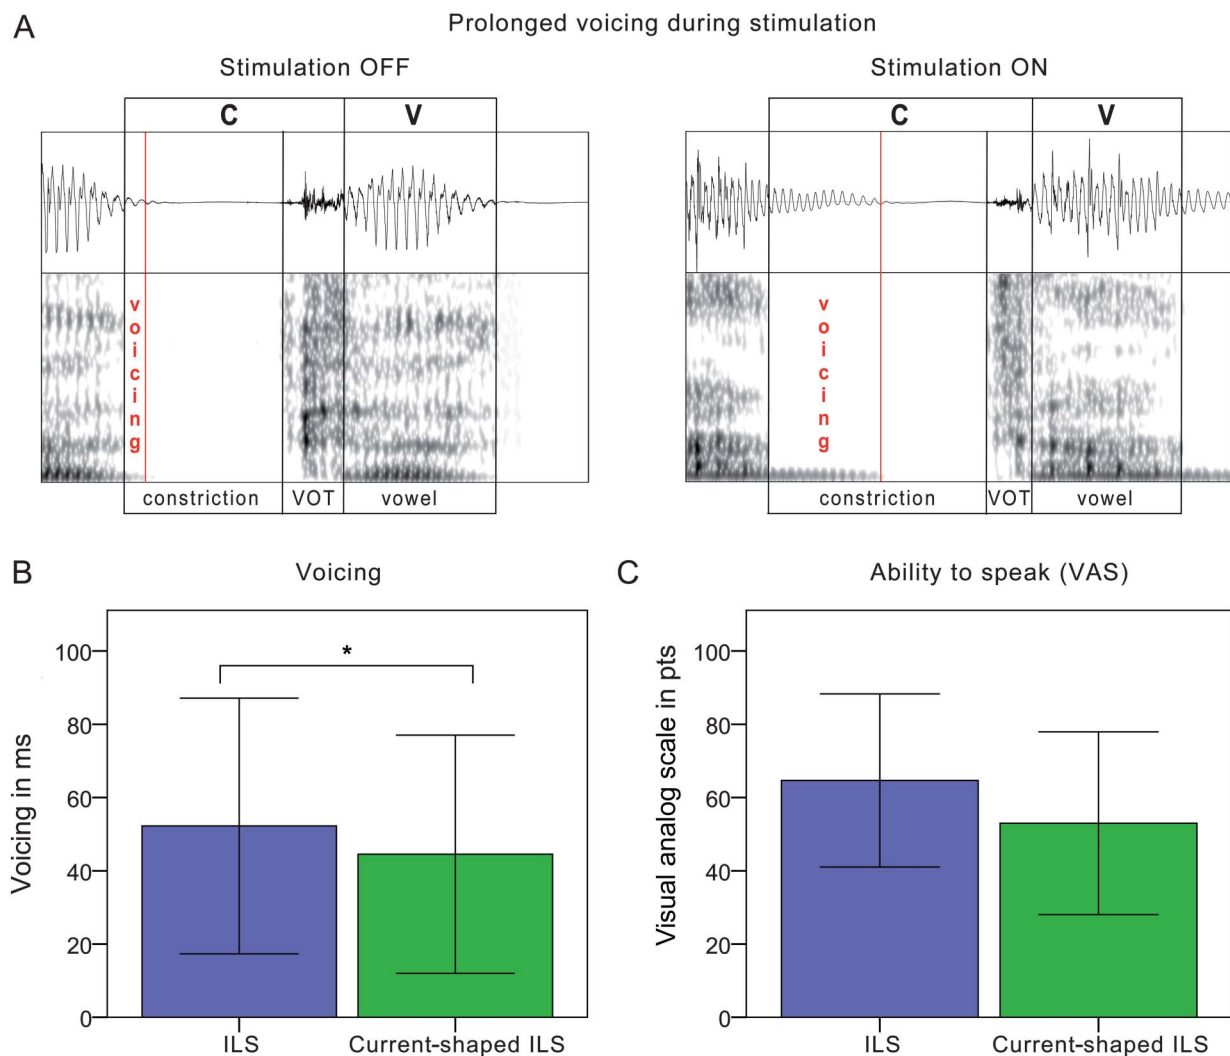 A
Prolonged voicing during stimulation
Stimulation OFF
Stimulation ON
C V
C V
voicing
voicing
constriction VOT vowel
constriction VOT vowel
B
Voicing
Voicing in ms
100
80
60
40
20
0
*
ILS Current-shaped ILS
C
Ability to speak (VAS)
Visual analog scale in pts
100
80
60
40
20
0
ILS Current-shaped ILS